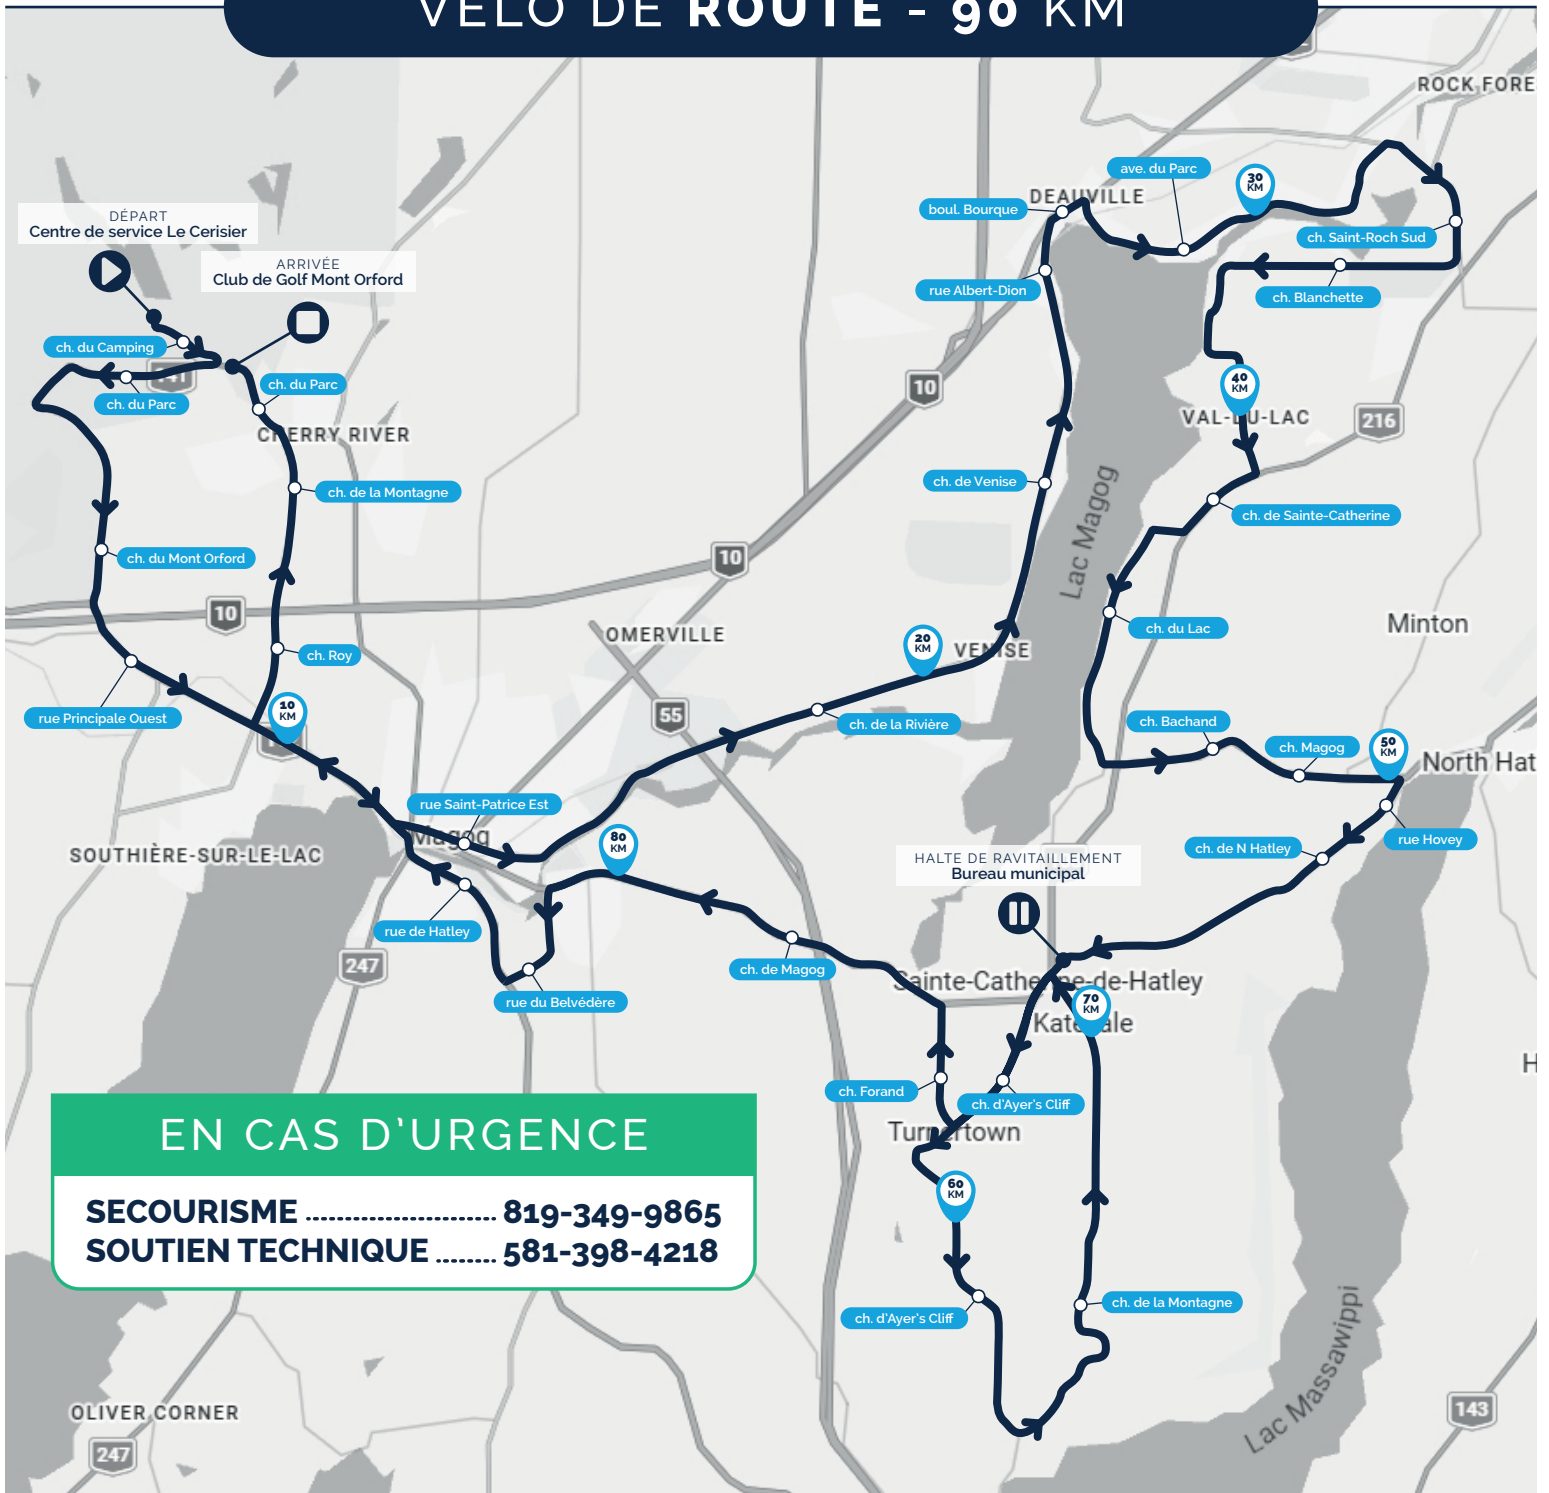 VÉLO DE ROUTE - 90 KM
ROCK FORE
DÉPART
Centre de service Le Cerisier
ARRIVÉE
Club de Golf Mont Orford
ch. du Camping
ch. du Parc
ch. du Parc
CHERRY RIVER
ch. de la Montagne
ch. du Mont Orford
10
ch. Roy
rue Principale Ouest
10
KM
boul. Bourque
DEAUVILLE
ave. du Parc
30
KM
ch. Saint-Roch Sud
rue Albert-Dion
ch. Blanchette
10
40
KM
VAL-DU-LAC
216
ch. de Venise
Lac Magog
ch. de Sainte-Catherine
10
OMERVILLE
20
KM
VENISE
ch. du Lac
Minton
55
ch. de la Rivière
ch. Bachand
ch. Magog
50
KM
North Hat
rue Saint-Patrice Est
Magog
80
KM
SOUTHIÈRE-SUR-LE-LAC
rue Hovey
ch. de N Hatley
HALTE DE RAVITAILLEMENT
Bureau municipal
rue de Hatley
247
ch. de Magog
rue du Belvédère
Sainte-Catherine-de-Hatley
70
KM
Katevale
H
ch. Forand
ch. d'Ayer's Cliff
Turnertown
60
KM
EN CAS D'URGENCE
SECOURISME ........................ 819-349-9865
SOUTIEN TECHNIQUE ........ 581-398-4218
ch. d'Ayer's Cliff
ch. de la Montagne
Lac Massawippi
OLIVER CORNER
247
143